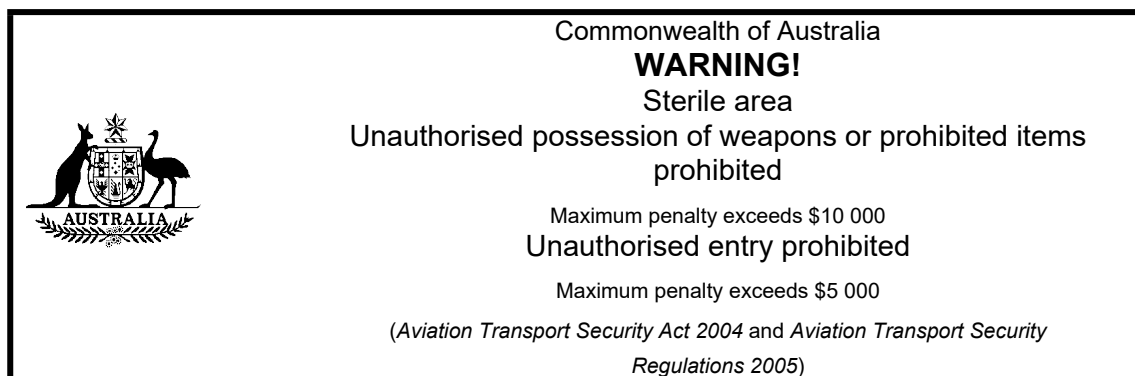 Commonwealth of Australia
WARNING!
Sterile area
Unauthorised possession of weapons or prohibited items
prohibited
AUSTRALIA
Maximum penalty exceeds $10 000
Unauthorised entry prohibited
Maximum penalty exceeds $5 000
(Aviation Transport Security Act 2004 and Aviation Transport Security
Regulations 2005)